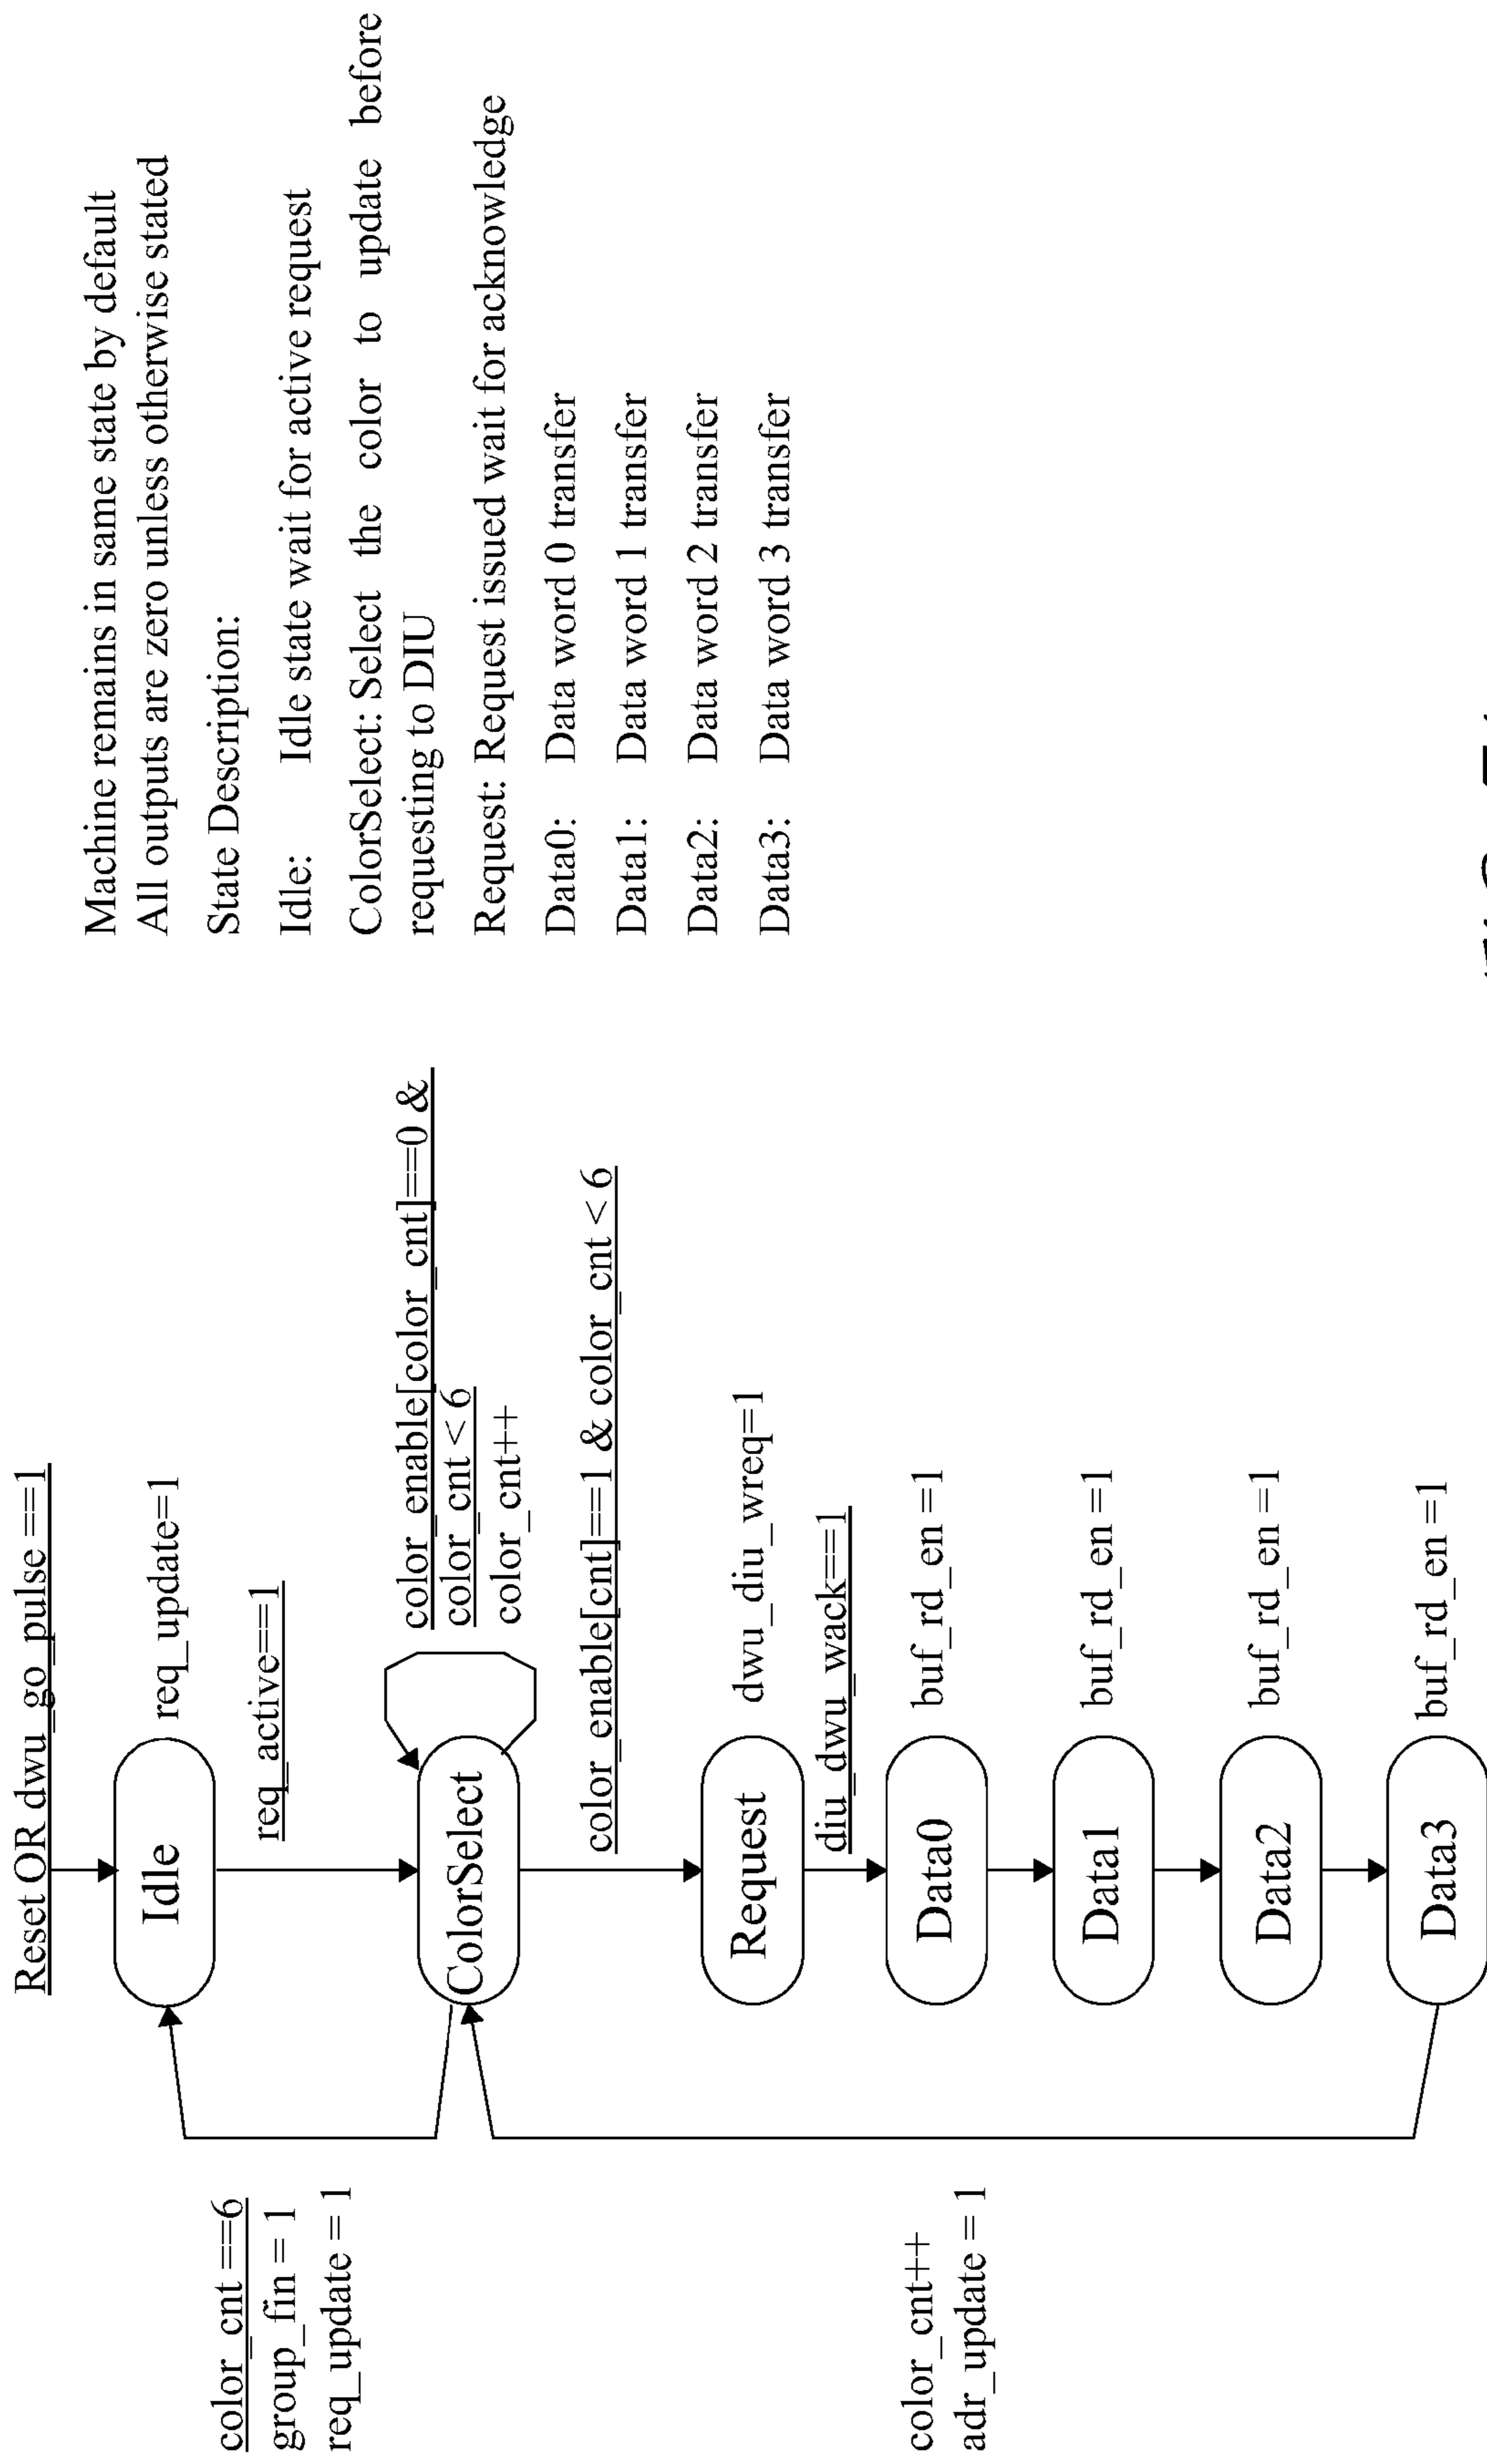 Reset OR dwu_go_pulse ==1
Idle
req_update=1
req_active==1
color_cnt ==6
group_fin = 1
req_update = 1
ColorSelect
color_enable[color_cnt]==0 &
color_cnt < 6
color_cnt++
color_enable[cnt]==1 & color_cnt < 6
Request
dwu_diu_wreq=1
diu_dwu_wack==1
Data0
buf_rd_en =1
color_cnt++
adr_update = 1
Data1
buf_rd_en =1
Data2
buf_rd_en =1
Data3
buf_rd_en =1
Machine remains in same state by default
All outputs are zero unless otherwise stated
State Description:
Idle: Idle state wait for active request
ColorSelect: Select the color to update before
requesting to DIU
Request: Request issued wait for acknowledge
Data0: Data word 0 transfer
Data1: Data word 1 transfer
Data2: Data word 2 transfer
Data3: Data word 3 transfer